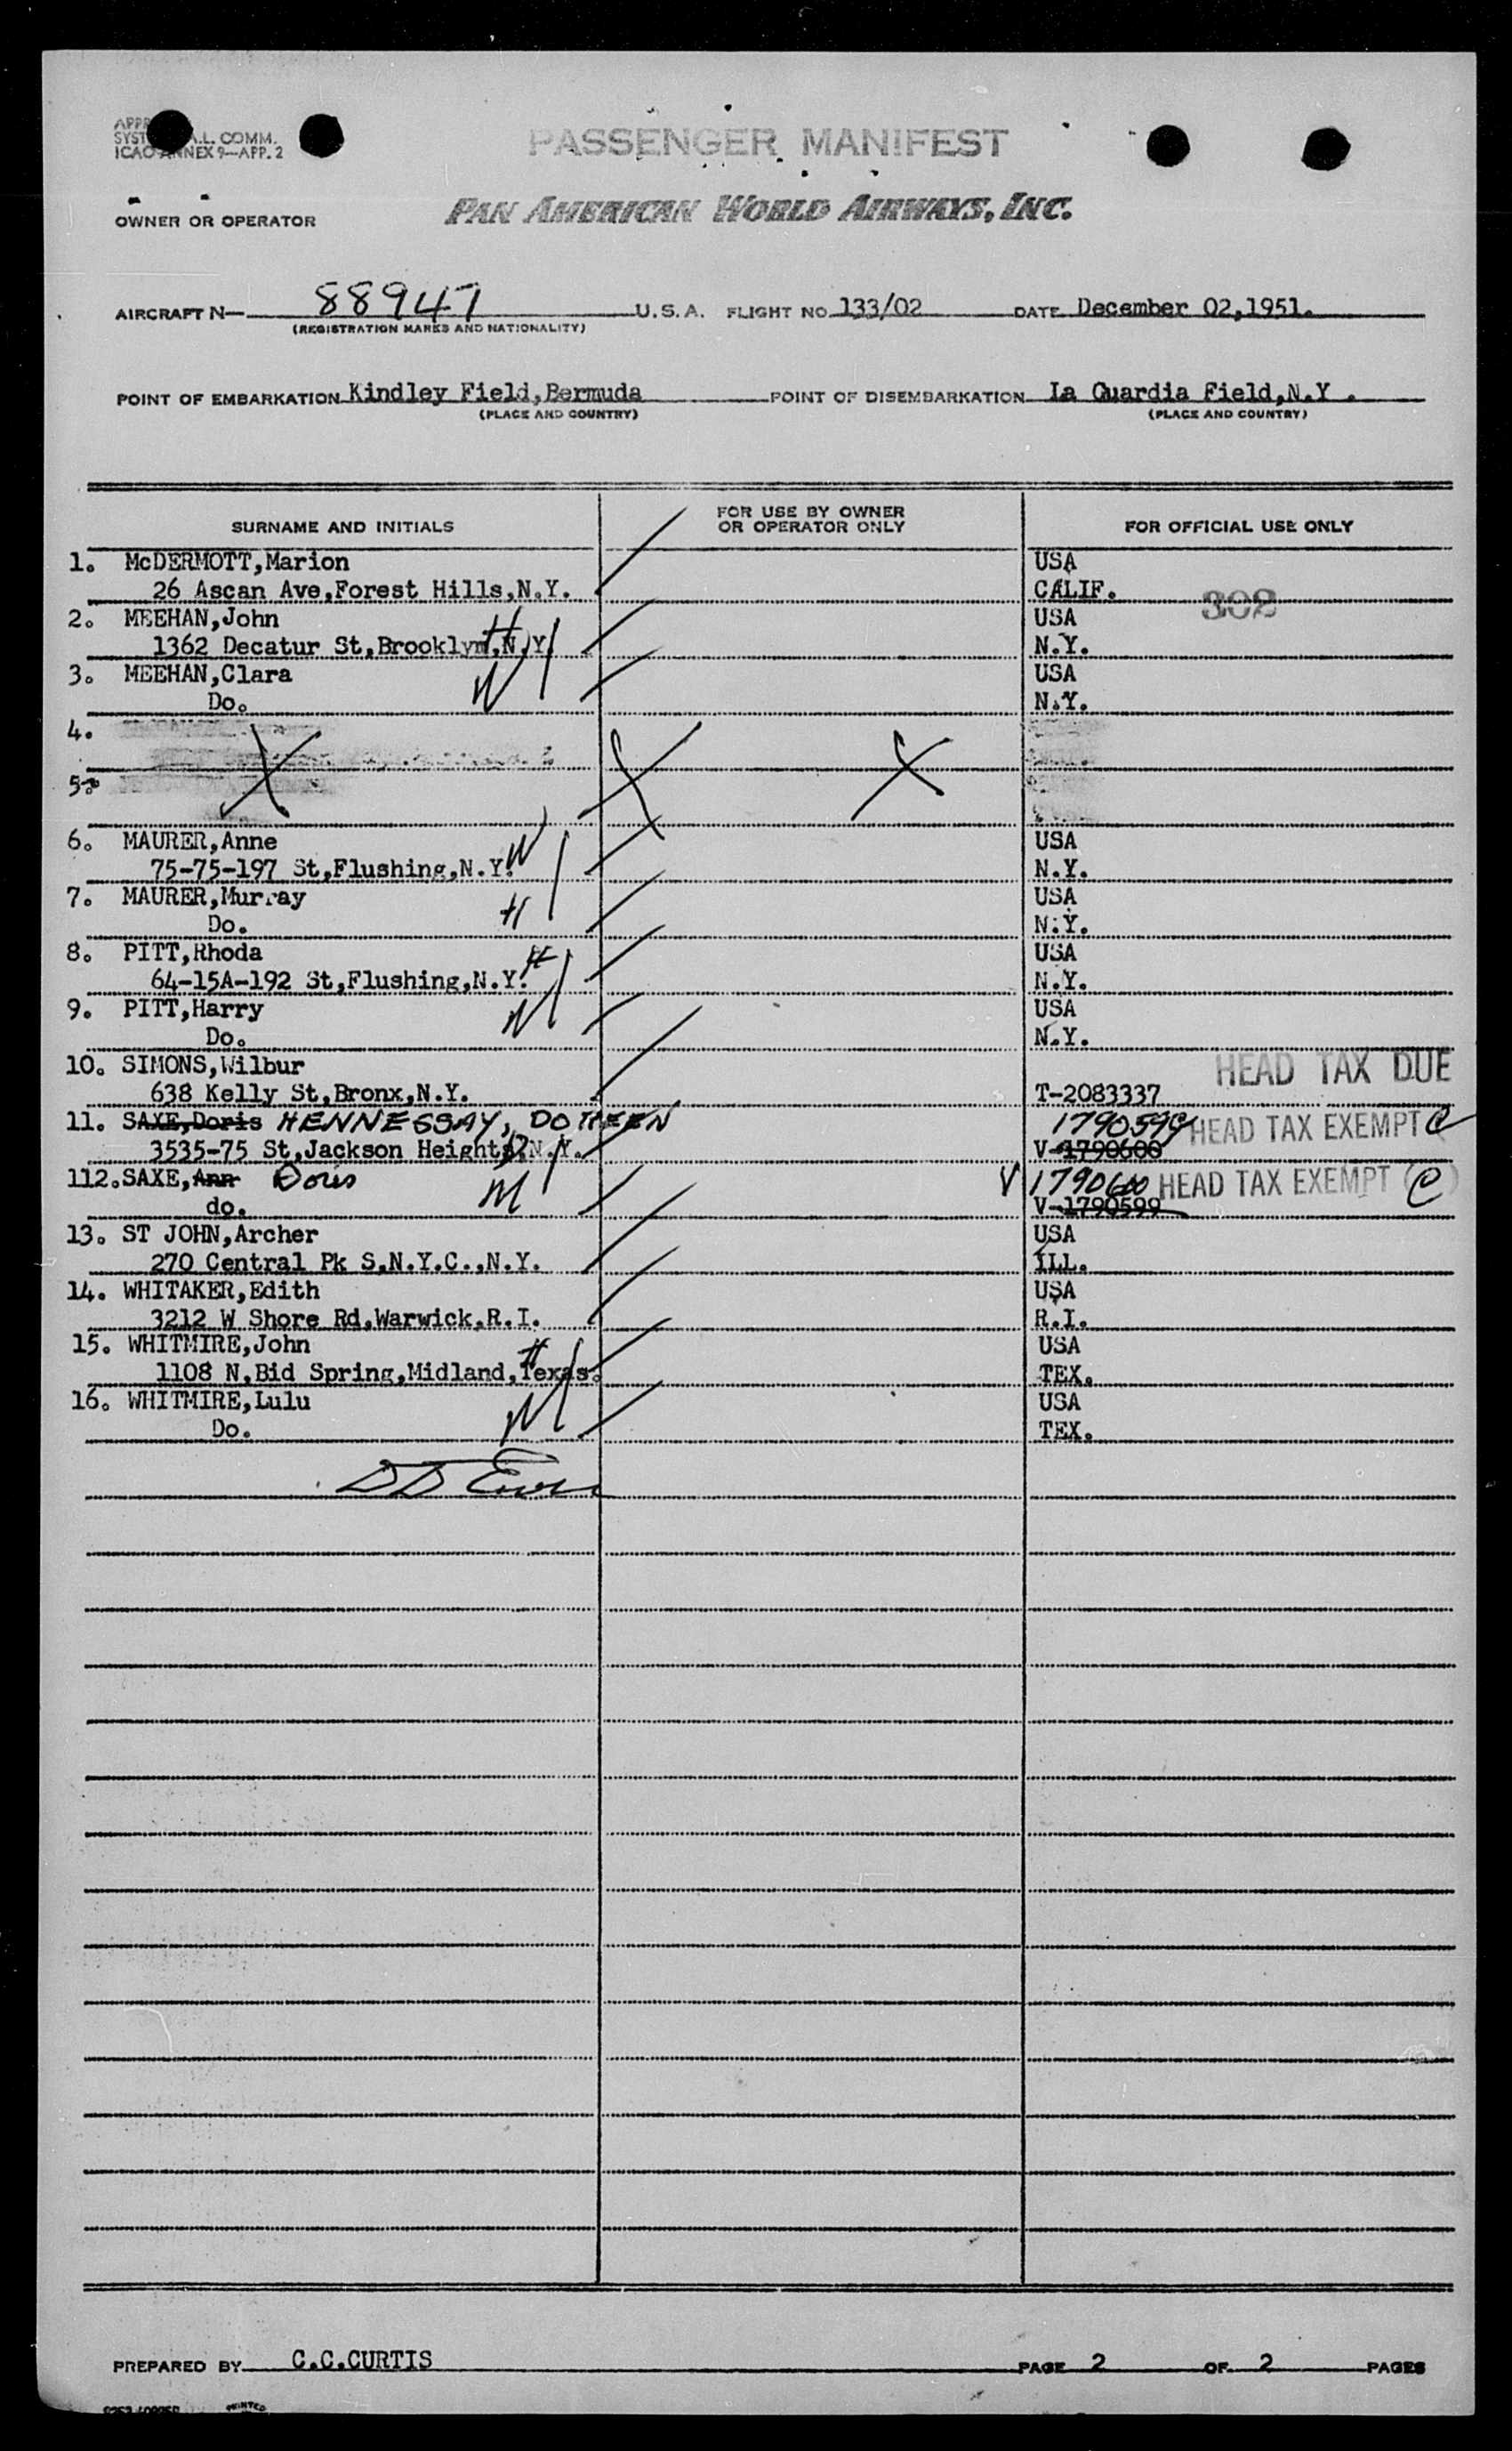 SYST A.L. COMM.
ICAO ANNEX 9—APP. 2
PASSENGER MANIFEST
OWNER OR OPERATOR PAN AMERICAN WORLD AIRWAYS, INC.
AIRCRAFT N— 88947 U.S.A. FLIGHT NO 133/02 DATE December 02,1951.
(REGISTRATION MARKS AND NATIONALITY)
POINT OF EMBARKATION Kindley Field,Bermuda POINT OF DISEMBARKATION La Guardia Field,N.Y .
(PLACE AND COUNTRY) (PLACE AND COUNTRY)
SURNAME AND INITIALS FOR USE BY OWNER OR OPERATOR ONLY FOR OFFICIAL USE ONLY
1. McDERMOTT,Marion USA
26 Ascan Ave,Forest Hills,N.Y. CALIF. 302
2. MEEHAN,John H USA
1362 Decatur St,Brooklyn,N.Y. N.Y.
3. MEEHAN,Clara W USA
Do. N.Y.
4.
5.
6. MAURER,Anne W USA
75-75-197 St,Flushing,N.Y. N.Y.
7. MAURER,Murray H USA
Do. N.Y.
8. PITT,Rhoda H USA
64-15A-192 St,Flushing,N.Y. N.Y.
9. PITT,Harry W USA
Do. N.Y.
10. SIMONS,Wilbur HEAD TAX DUE
638 Kelly St,Bronx,N.Y. T-2083337
11. SAXE,Doris HENNESSAY, DOTHEEN 1790599 HEAD TAX EXEMPT C
3535-75 St,Jackson Heights,N.Y. V-1790600
112.SAXE,Ann Doris M V 1790600 HEAD TAX EXEMPT (C)
do. V-1790599
13. ST JOHN,Archer USA
270 Central Pk S.N.Y.C.,N.Y. ILL.
14. WHITAKER,Edith USA
3212 W Shore Rd,Warwick,R.I. R.I.
15. WHITMIRE,John H USA
1108 N.Bid Spring,Midland,Texas. TEX.
16. WHITMIRE,Lulu W USA
Do. TEX.
PREPARED BY C.C.CURTIS PAGE 2 OF 2 PAGES
PRINTED